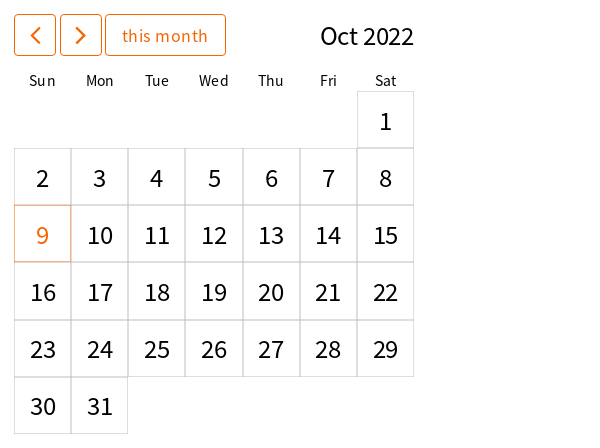 this month Oct 2022
Sun Mon Tue Wed Thu Fri Sat
1
2 3 4 5 6 7 8
9 10 11 12 13 14 15
16 17 18 19 20 21 22
23 24 25 26 27 28 29
30 31